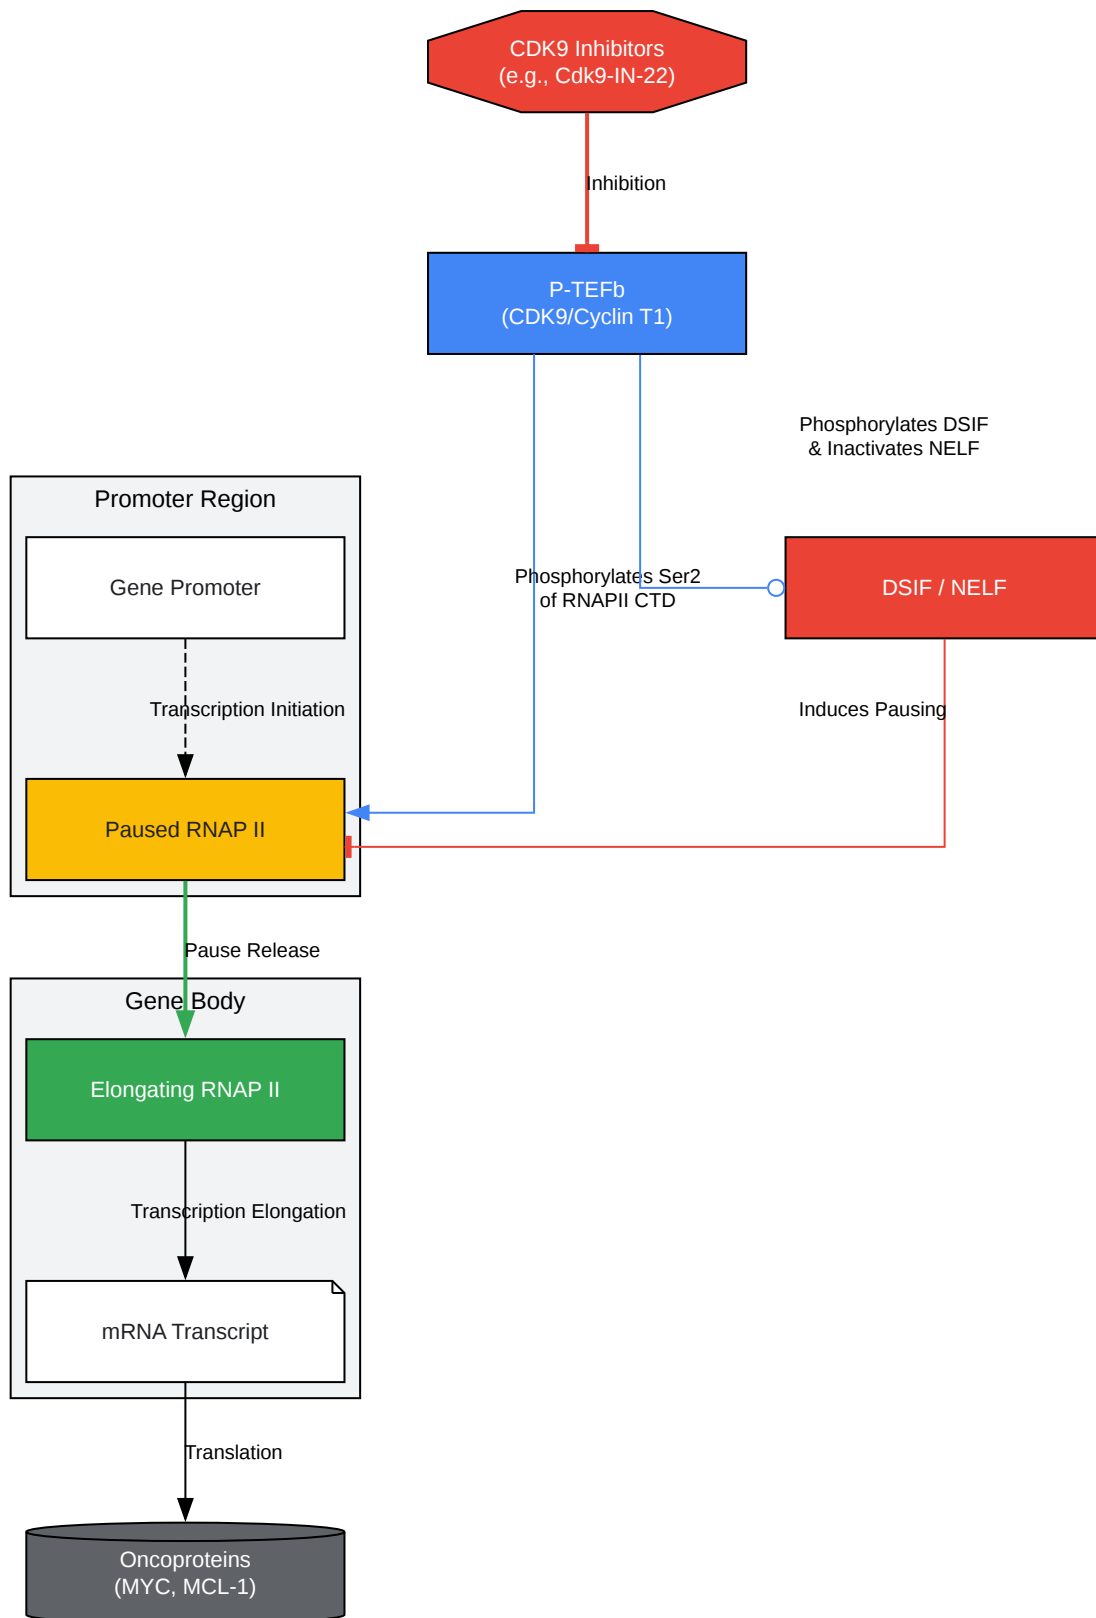 CDK9 Inhibitors
(e.g., Cdk9-IN-22)
Inhibition
P-TEFb
(CDK9/Cyclin T1)
Phosphorylates DSIF
& Inactivates NELF
Promoter Region
Gene Promoter
Phosphorylates Ser2
of RNAPII CTD
DSIF / NELF
Transcription Initiation
Induces Pausing
Paused RNAP II
Pause Release
Gene Body
Elongating RNAP II
Transcription Elongation
mRNA Transcript
Translation
Oncoproteins
(MYC, MCL-1)